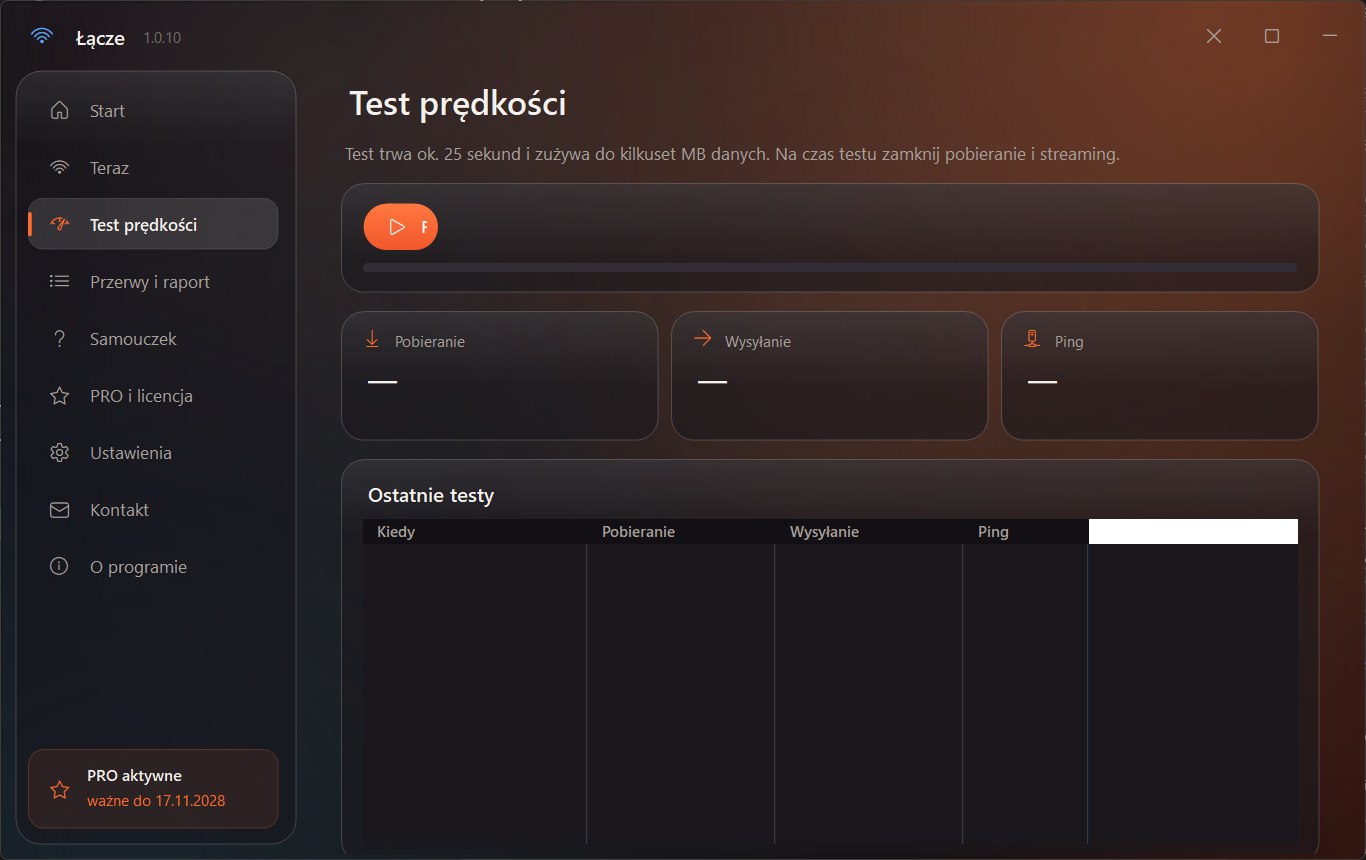 Łącze 1.0.10
Start
Teraz
Test prędkości
Przerwy i raport
Samouczek
PRO i licencja
Ustawienia
Kontakt
O programie
PRO aktywne
ważne do 17.11.2028
Test prędkości
Test trwa ok. 25 sekund i zużywa do kilkuset MB danych. Na czas testu zamknij pobieranie i streaming.
Pobieranie
—
Wysyłanie
—
Ping
—
Ostatnie testy
Kiedy Pobieranie Wysyłanie Ping